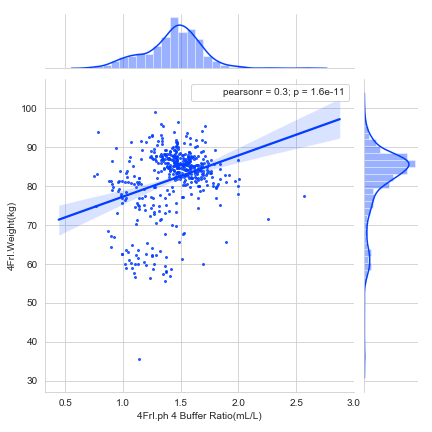 pearsonr = 0.3; p = 1.6e-11
100
90
80
70
60
50
40
30
4Frl.Weight(kg)
0.5 1.0 1.5 2.0 2.5 3.0
4Frl.ph 4 Buffer Ratio(mL/L)